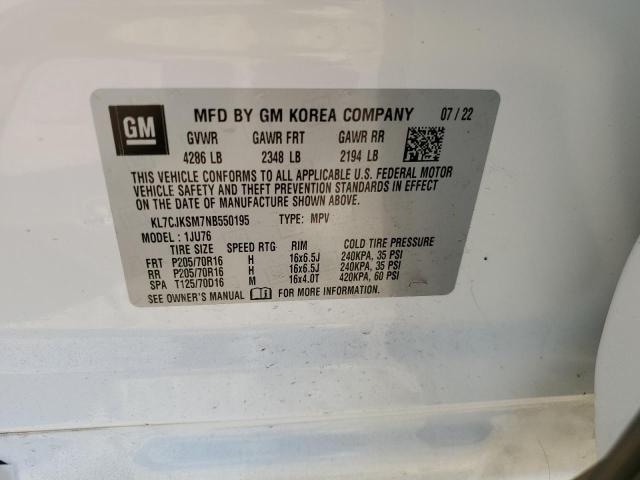 GM MFD BY GM KOREA COMPANY 07/22
GVWR GAWR FRT GAWR RR
4286 LB 2348 LB 2194 LB
THIS VEHICLE CONFORMS TO ALL APPLICABLE U.S. FEDERAL MOTOR
VEHICLE SAFETY AND THEFT PREVENTION STANDARDS IN EFFECT
ON THE DATE OF MANUFACTURE SHOWN ABOVE.
KL7CJKSM7NB550195 TYPE: MPV
MODEL: 1JU76
TIRE SIZE SPEED RTG RIM COLD TIRE PRESSURE
FRT P205/70R16 H 16x6.5J 240KPA, 35 PSI
RR P205/70R16 H 16x6.5J 240KPA, 35 PSI
SPA T125/70D16 M 16x4.0T 420KPA, 60 PSI
SEE OWNER'S MANUAL FOR MORE INFORMATION.